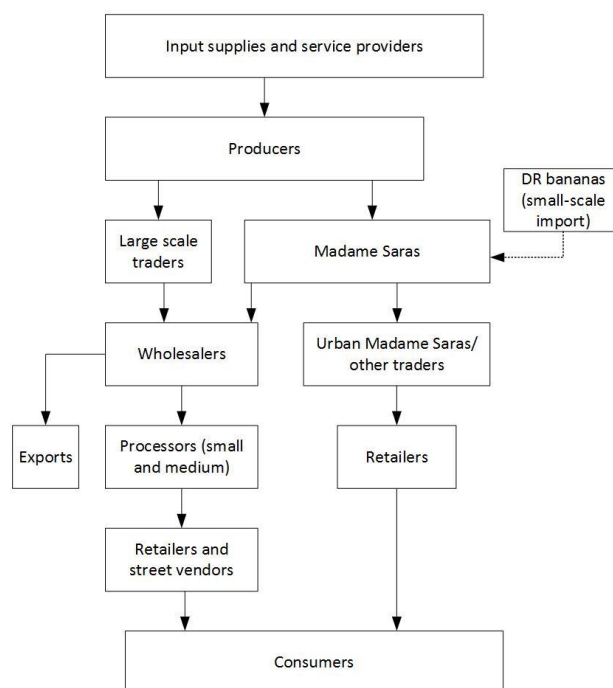 Input supplies and service providers
Producers
DR bananas
(small-scale
import)
Large scale
traders
Madame Saras
Wholesalers
Urban Madame Saras/
other traders
Exports
Processors (small
and medium)
Retailers
Retailers and
street vendors
Consumers